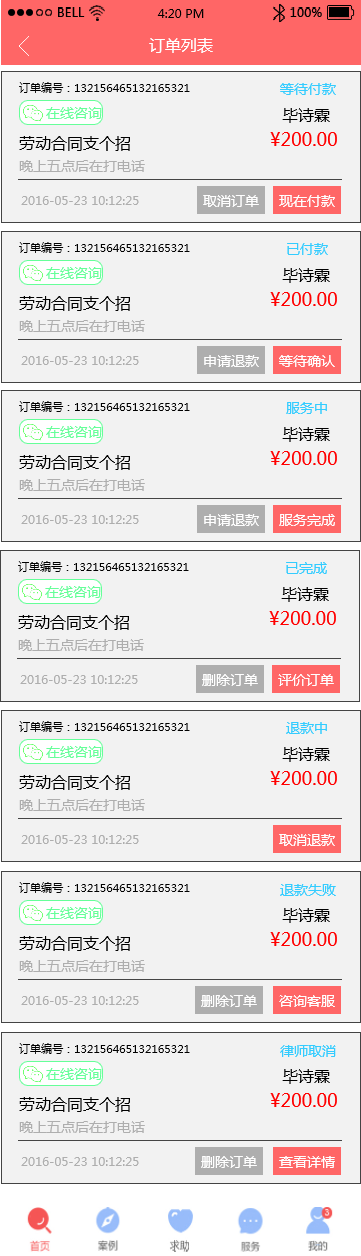 BELL 4:20 PM 100%
订单列表
订单编号：132156465132165321 等待付款
在线咨询 毕诗霖
劳动合同支个招 ¥200.00
晚上五点后在打电话
2016-05-23 10:12:25 取消订单 现在付款
订单编号：132156465132165321 已付款
在线咨询 毕诗霖
劳动合同支个招 ¥200.00
晚上五点后在打电话
2016-05-23 10:12:25 申请退款 等待确认
订单编号：132156465132165321 服务中
在线咨询 毕诗霖
劳动合同支个招 ¥200.00
晚上五点后在打电话
2016-05-23 10:12:25 申请退款 服务完成
订单编号：132156465132165321 已完成
在线咨询 毕诗霖
劳动合同支个招 ¥200.00
晚上五点后在打电话
2016-05-23 10:12:25 删除订单 评价订单
订单编号：132156465132165321 退款中
在线咨询 毕诗霖
劳动合同支个招 ¥200.00
晚上五点后在打电话
2016-05-23 10:12:25 取消退款
订单编号：132156465132165321 退款失败
在线咨询 毕诗霖
劳动合同支个招 ¥200.00
晚上五点后在打电话
2016-05-23 10:12:25 删除订单 咨询客服
订单编号：132156465132165321 律师取消
在线咨询 毕诗霖
劳动合同支个招 ¥200.00
晚上五点后在打电话
2016-05-23 10:12:25 删除订单 查看详情
3
首页 案例 求助 服务 我的